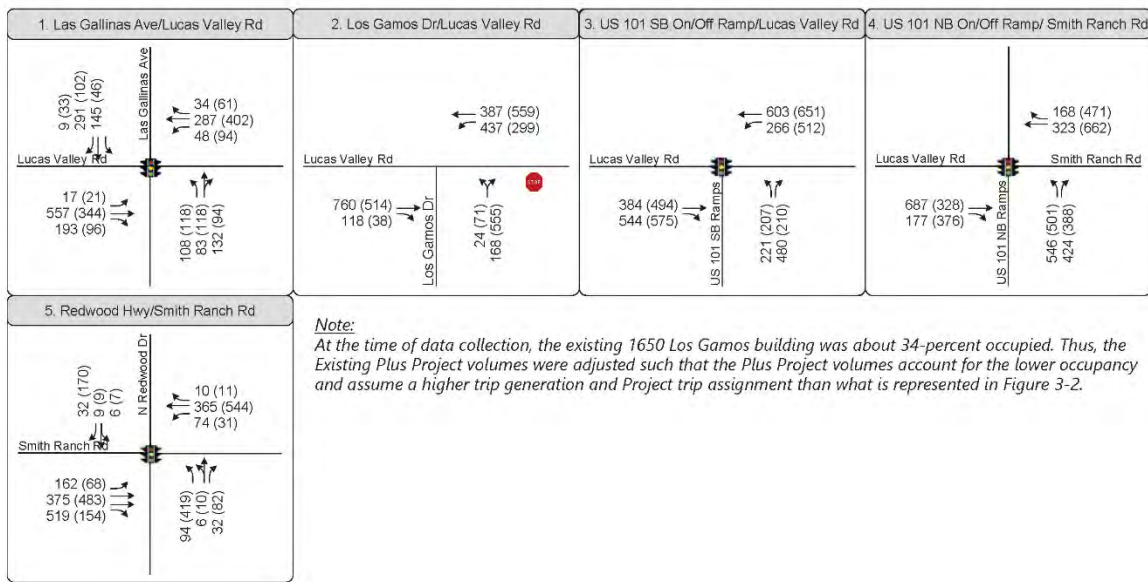 1. Las Gallinas Ave/Lucas Valley Rd
9 (33)
291 (102)
145 (46)
Las Gallinas Ave
34 (61)
287 (402)
48 (94)
Lucas Valley Rd
17 (21)
557 (344)
193 (96)
108 (118)
83 (118)
132 (94)
2. Los Gamos Dr/Lucas Valley Rd
387 (559)
437 (299)
Lucas Valley Rd
STOP
760 (514)
118 (38)
Los Gamos Dr
24 (71)
168 (555)
3. US 101 SB On/Off Ramp/Lucas Valley Rd
603 (651)
266 (512)
Lucas Valley Rd
384 (494)
544 (575)
US 101 SB Ramps
221 (207)
480 (210)
4. US 101 NB On/Off Ramp/ Smith Ranch Rd
168 (471)
323 (662)
Lucas Valley Rd
Smith Ranch Rd
687 (328)
177 (376)
US 101 NB Ramps
546 (501)
424 (388)
5. Redwood Hwy/Smith Ranch Rd
32 (170)
9 (9)
6 (7)
N Redwood Dr
10 (11)
365 (544)
74 (31)
Smith Ranch Rd
162 (68)
375 (483)
519 (154)
94 (419)
6 (10)
32 (82)
Note:
At the time of data collection, the existing 1650 Los Gamos building was about 34-percent occupied. Thus, the
Existing Plus Project volumes were adjusted such that the Plus Project volumes account for the lower occupancy
and assume a higher trip generation and Project trip assignment than what is represented in Figure 3-2.